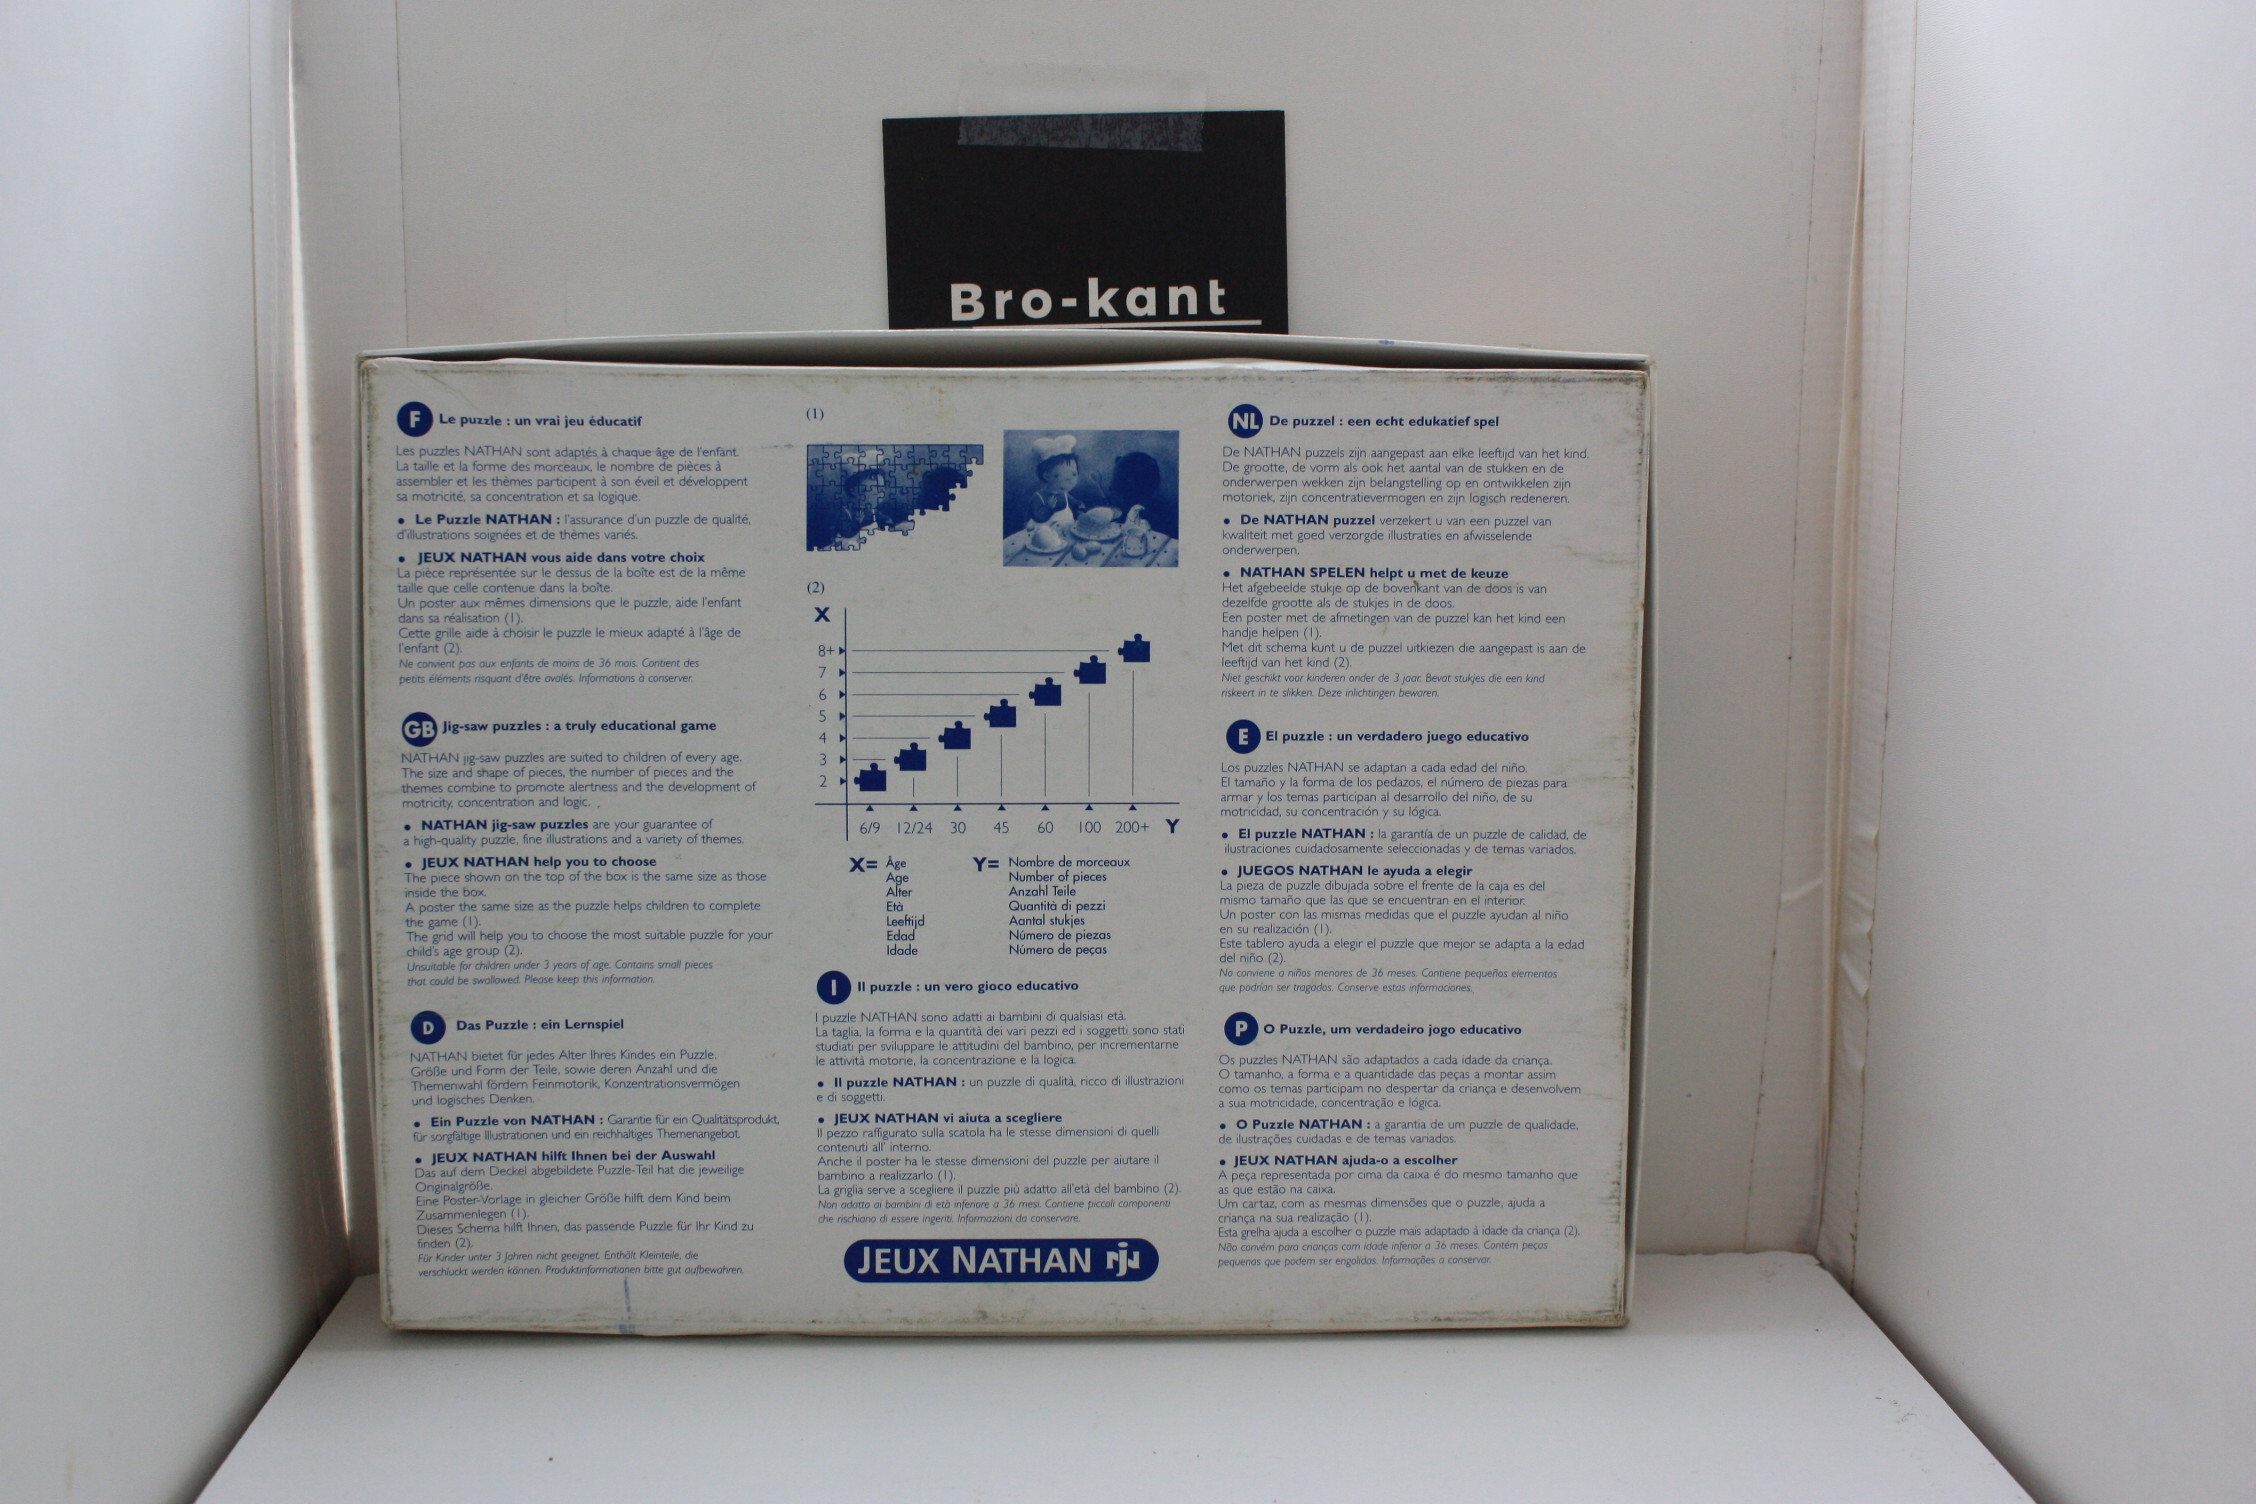 Bro-kant
F Le puzzle : un vrai jeu éducatif
Les puzzles NATHAN sont adaptés à chaque âge de l'enfant.
La taille et la forme des morceaux, le nombre de pièces à
assembler et les thèmes participent à son éveil et développent
sa motricité, sa concentration et sa logique.
• Le Puzzle NATHAN : l'assurance d'un puzzle de qualité,
d'illustrations soignées et de thèmes variés.
• JEUX NATHAN vous aide dans votre choix
La pièce représentée sur le dessus de la boîte est de la même
taille que celle contenue dans la boîte.
Un poster aux mêmes dimensions que le puzzle, aide l'enfant
dans sa réalisation (1).
Cette grille aide à choisir le puzzle le mieux adapté à l'âge de
l'enfant (2).
Ne convient pas aux enfants de moins de 36 mois. Contient des
petits éléments risquant d'être avalés. Informations à conserver.
GB Jig-saw puzzles : a truly educational game
NATHAN jig-saw puzzles are suited to children of every age.
The size and shape of pieces, the number of pieces and the
themes combine to promote alertness and the development of
motricity, concentration and logic.
• NATHAN jig-saw puzzles are your guarantee of
a high-quality puzzle, fine illustrations and a variety of themes.
• JEUX NATHAN help you to choose
The piece shown on the top of the box is the same size as those
inside the box.
A poster the same size as the puzzle helps children to complete
the game (1).
The grid will help you to choose the most suitable puzzle for your
child's age group (2).
Unsuitable for children under 3 years of age. Contains small pieces
that could be swallowed. Please keep this information.
D Das Puzzle : ein Lernspiel
NATHAN bietet für jedes Alter Ihres Kindes ein Puzzle.
Größe und Form der Teile, sowie deren Anzahl und die
Themenwahl fördern Feinmotorik, Konzentrationsvermögen
und logisches Denken.
• Ein Puzzle von NATHAN : Garantie für ein Qualitätsprodukt,
für sorgfältige Illustrationen und ein reichhaltiges Themenangebot.
• JEUX NATHAN hilft Ihnen bei der Auswahl
Das auf dem Deckel abgebildete Puzzle-Teil hat die jeweilige
Originalgröße.
Eine Poster-Vorlage in gleicher Größe hilft dem Kind beim
Zusammenlegen (1).
Dieses Schema hilft Ihnen, das passende Puzzle für Ihr Kind zu
finden (2).
Für Kinder unter 3 Jahren nicht geeignet. Enthält Kleinteile, die
verschluckt werden können. Produktinformationen bitte gut aufbewahren.
(1)
(2)
X
8+
7
6
5
4
3
2
6/9 12/24 30 45 60 100 200+ Y
X= Âge Y= Nombre de morceaux
Age Number of pieces
Alter Anzahl Teile
Età Quantità di pezzi
Leeftijd Aantal stukjes
Edad Número de piezas
Idade Número de peças
I Il puzzle : un vero gioco educativo
I puzzle NATHAN sono adatti ai bambini di qualsiasi età.
La taglia, la forma e la quantità dei vari pezzi ed i soggetti sono stati
studiati per sviluppare le attitudini del bambino, per incrementarne
le attività motorie, la concentrazione e la logica.
• Il puzzle NATHAN : un puzzle di qualità, ricco di illustrazioni
e di soggetti.
• JEUX NATHAN vi aiuta a scegliere
Il pezzo raffigurato sulla scatola ha le stesse dimensioni di quelli
contenuti all' interno.
Anche il poster ha le stesse dimensioni del puzzle per aiutare il
bambino a realizzarlo (1).
La griglia serve a scegliere il puzzle più adatto all'età del bambino (2).
Non adatto ai bambini di età inferiore a 36 mesi. Contiene piccoli componenti
che rischiano di essere ingeriti. Informazioni da conservare.
JEUX NATHAN njn
NL De puzzel : een echt edukatief spel
De NATHAN puzzels zijn aangepast aan elke leeftijd van het kind.
De grootte, de vorm als ook het aantal van de stukken en de
onderwerpen wekken zijn belangstelling op en ontwikkelen zijn
motoriek, zijn concentratievermogen en zijn logisch redeneren.
• De NATHAN puzzel verzekert u van een puzzel van
kwaliteit met goed verzorgde illustraties en afwisselende
onderwerpen.
• NATHAN SPELEN helpt u met de keuze
Het afgebeelde stukje op de bovenkant van de doos is van
dezelfde grootte als de stukjes in de doos.
Een poster met de afmetingen van de puzzel kan het kind een
handje helpen (1).
Met dit schema kunt u de puzzel uitkiezen die aangepast is aan de
leeftijd van het kind (2).
Niet geschikt voor kinderen onder de 3 jaar. Bevat stukjes die een kind
riskeert in te slikken. Deze inlichtingen bewaren.
E El puzzle : un verdadero juego educativo
Los puzzles NATHAN se adaptan a cada edad del niño.
El tamaño y la forma de los pedazos, el número de piezas para
armar y los temas participan al desarrollo del niño, de su
motricidad, su concentración y su lógica.
• El puzzle NATHAN : la garantía de un puzzle de calidad, de
ilustraciones cuidadosamente seleccionadas y de temas variados.
• JUEGOS NATHAN le ayuda a elegir
La pieza de puzzle dibujada sobre el frente de la caja es del
mismo tamaño que las que se encuentran en el interior.
Un poster con las mismas medidas que el puzzle ayudan al niño
en su realización (1).
Este tablero ayuda a elegir el puzzle que mejor se adapta a la edad
del niño (2).
No conviene a niños menores de 36 meses. Contiene pequeños elementos
que podrían ser tragados. Conserve estas informaciones.
P O Puzzle, um verdadeiro jogo educativo
Os puzzles NATHAN são adaptados a cada idade da criança.
O tamanho, a forma e a quantidade das peças a montar assim
como os temas participam no despertar da criança e desenvolvem
a sua motricidade, concentração e lógica.
• O Puzzle NATHAN : a garantia de um puzzle de qualidade,
de ilustrações cuidadas e de temas variados.
• JEUX NATHAN ajuda-o a escolher
A peça representada por cima da caixa é do mesmo tamanho que
as que estão na caixa.
Um cartaz, com as mesmas dimensões que o puzzle, ajuda a
criança na sua realização (1).
Esta grelha ajuda a escolher o puzzle mais adaptado à idade da criança (2).
Não convém para crianças com idade inferior a 36 meses. Contém peças
pequenas que podem ser engolidas. Informações a conservar.